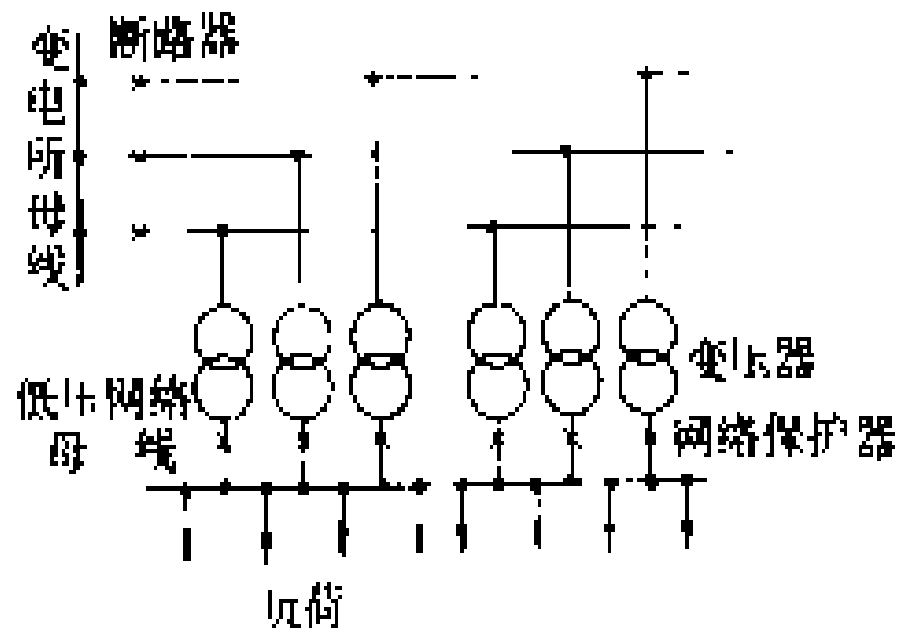 断路器
变电所母线
变压器
低压网络
母线
网络保护器
负荷